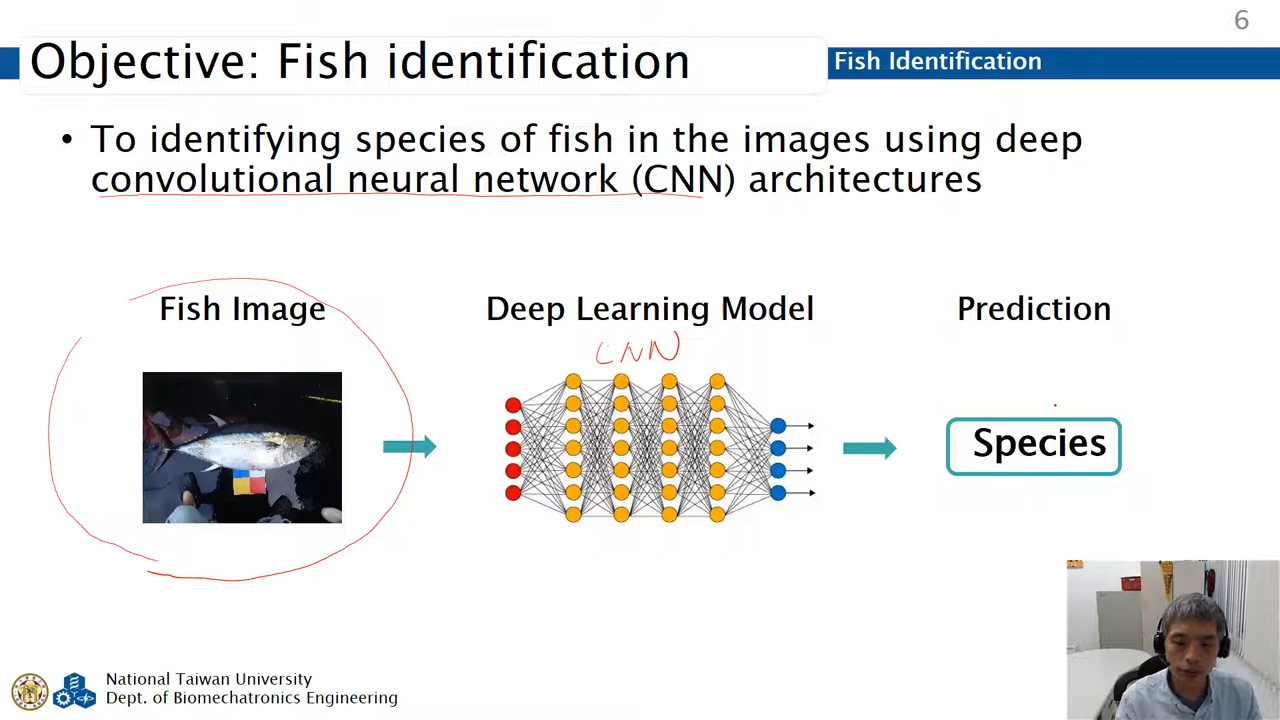 6
Objective: Fish identification
Fish Identification
• To identifying species of fish in the images using deep
convolutional neural network (CNN) architectures
Fish Image
Deep Learning Model
Prediction
CNN
Species
National Taiwan University
Dept. of Biomechatronics Engineering